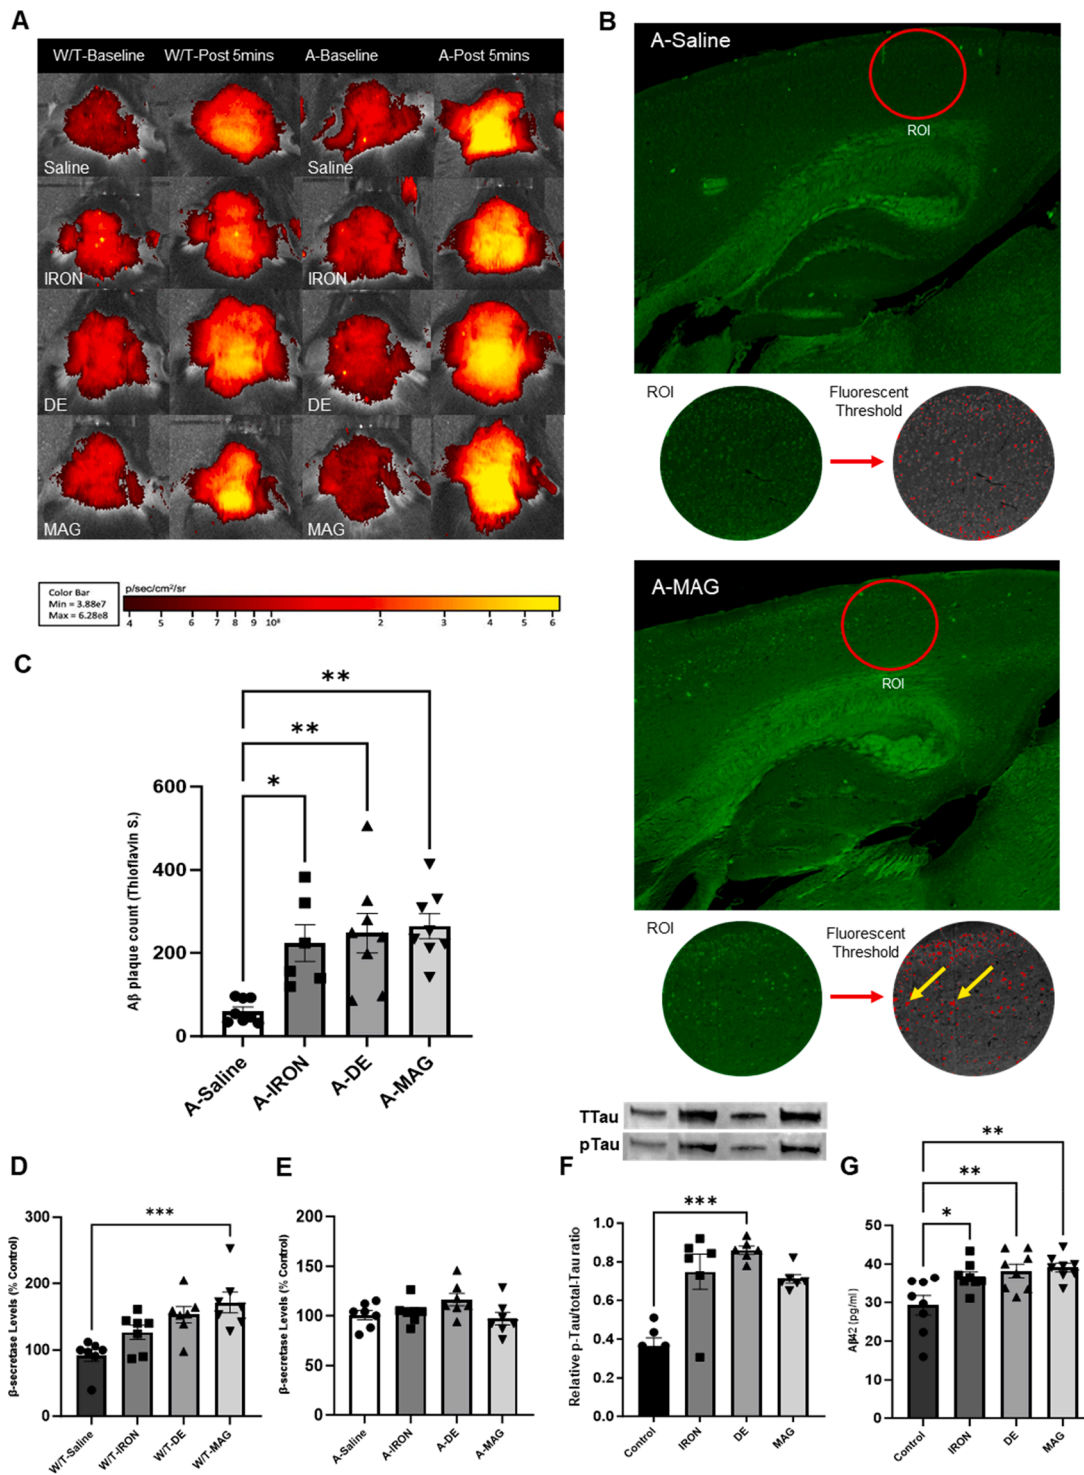 A
W/T-Baseline W/T-Post 5mins A-Baseline A-Post 5mins
Saline Saline
IRON IRON
DE DE
MAG MAG
Color Bar
Min = 3.88e7
Max = 6.28e8
p/sec/cm²/sr
4 5 6 7 8 9 10⁸ 2 3 4 5 6
B
A-Saline
ROI
ROI
Fluorescent
Threshold
A-MAG
ROI
ROI
Fluorescent
Threshold
C
**
**
*
Aβ plaque count (Thioflavin S.)
600
400
200
0
A-Saline
A-IRON
A-DE
A-MAG
D
***
β-secretase Levels (% Control)
300
200
150
100
50
0
W/T-Saline
W/T-IRON
W/T-DE
W/T-MAG
E
β-secretase Levels (% Control)
200
150
100
50
0
A-Saline
A-IRON
A-DE
A-MAG
TTau
pTau
F
***
Relative p-Tau/total-Tau ratio
1.0
0.8
0.6
0.4
0.2
0.0
Control
IRON
DE
MAG
G
**
**
*
Aβ42 (pg/ml)
50
40
30
20
10
0
Control
IRON
DE
MAG